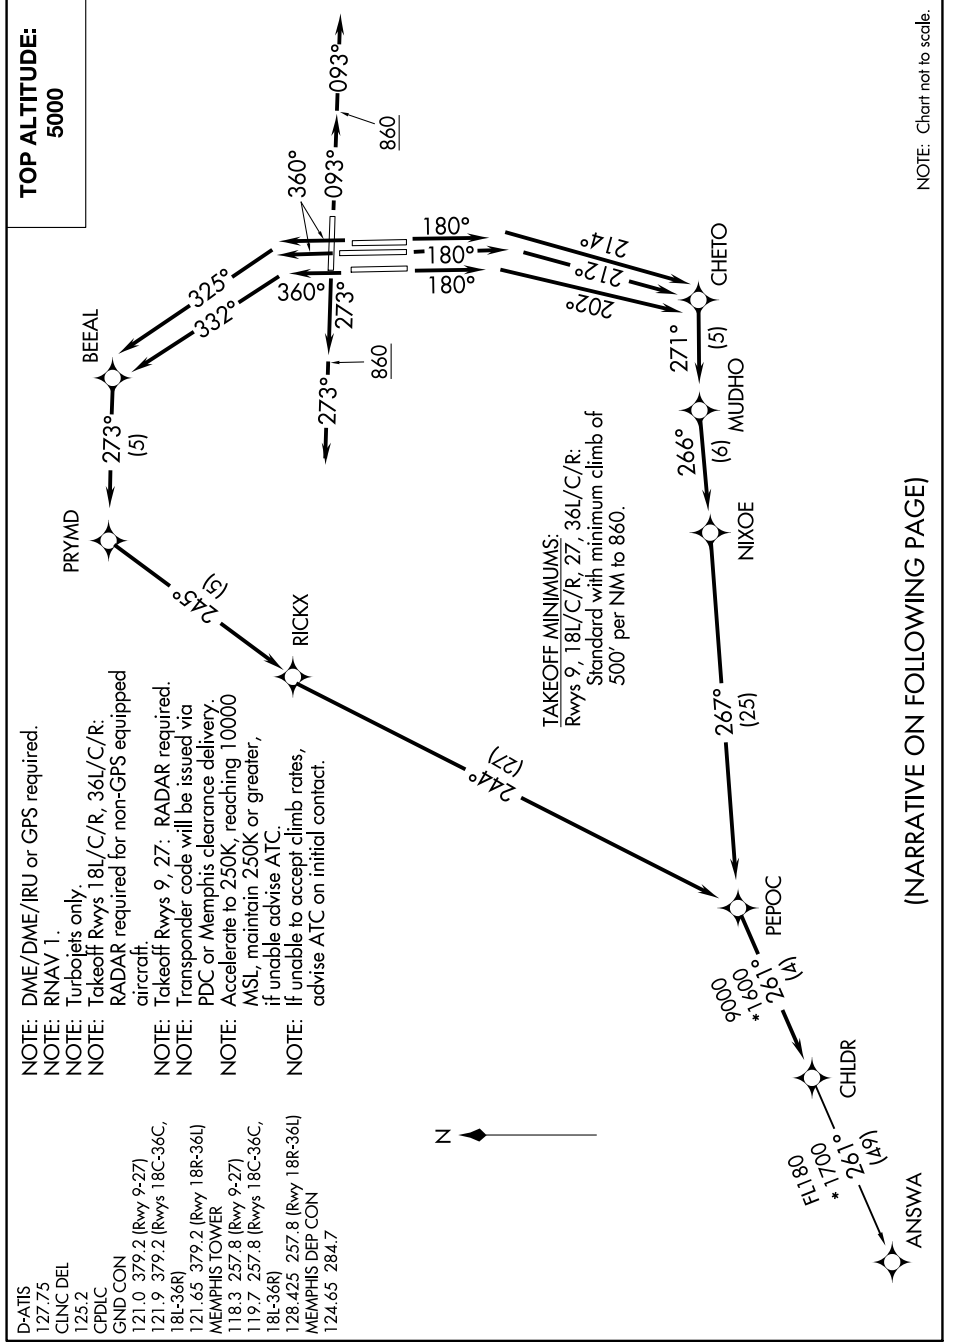 TOP ALTITUDE:
5000
D-ATIS
127.75
CLNC DEL
125.2
CPDLC
GND CON
121.0 379.2 (Rwy 9-27)
121.9 379.2 (Rwys 18C-36C,
18L-36R)
121.65 379.2 (Rwy 18R-36L)
MEMPHIS TOWER
118.3 257.8 (Rwy 9-27)
119.7 257.8 (Rwys 18C-36C,
18L-36R)
128.425 257.8 (Rwy 18R-36L)
MEMPHIS DEP CON
124.65 284.7
NOTE: DME/DME/IRU or GPS required.
NOTE: RNAV 1.
NOTE: Turbojets only.
NOTE: Takeoff Rwys 18L/C/R, 36L/C/R:
RADAR required for non-GPS equipped
aircraft.
NOTE: Takeoff Rwys 9, 27: RADAR required.
NOTE: Transponder code will be issued via
PDC or Memphis clearance delivery.
NOTE: Accelerate to 250K, reaching 10000
MSL, maintain 250K or greater,
if unable advise ATC.
NOTE: If unable to accept climb rates,
advise ATC on initial contact.
PRYMD
273°
(5)
BEEAL
325°
332°
245°
(5)
RICKX
360°
360°
093°
093°
860
273°
273°
860
180°
180°
180°
214°
212°
202°
CHETO
271°
(5)
MUDHO
266°
(6)
NIXOE
267°
(25)
244°
(27)
PEPOC
9000
*1600
261°
(4)
CHLDR
FL180
*1700
261°
(49)
ANSWA
N
TAKEOFF MINIMUMS:
Rwys 9, 18L/C/R, 27, 36L/C/R:
Standard with minimum climb of
500' per NM to 860.
(NARRATIVE ON FOLLOWING PAGE)
NOTE: Chart not to scale.